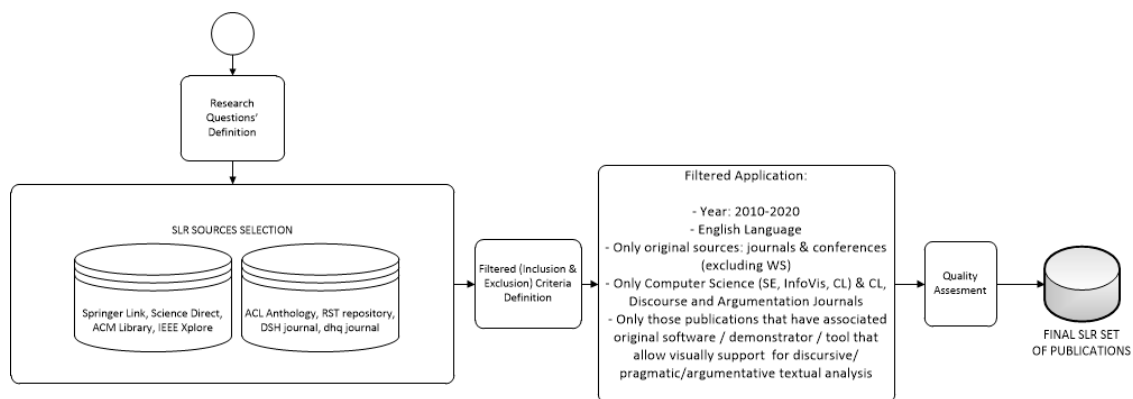 Research
Questions'
Definition
SLR SOURCES SELECTION
Springer Link, Science Direct,
ACM Library, IEEE Xplore
ACL Anthology, RST repository,
DSH journal, dhq journal
Filtered (Inclusion &
Exclusion) Criteria
Definition
Filtered Application:
- Year: 2010-2020
- English Language
- Only original sources: journals & conferences
(excluding WS)
- Only Computer Science (SE, InfoVis, CL) & CL,
Discourse and Argumentation Journals
- Only those publications that have associated
original software / demonstrator / tool that
allow visually support for discursive/
pragmatic/argumentative textual analysis
Quality
Assesment
FINAL SLR SET
OF PUBLICATIONS